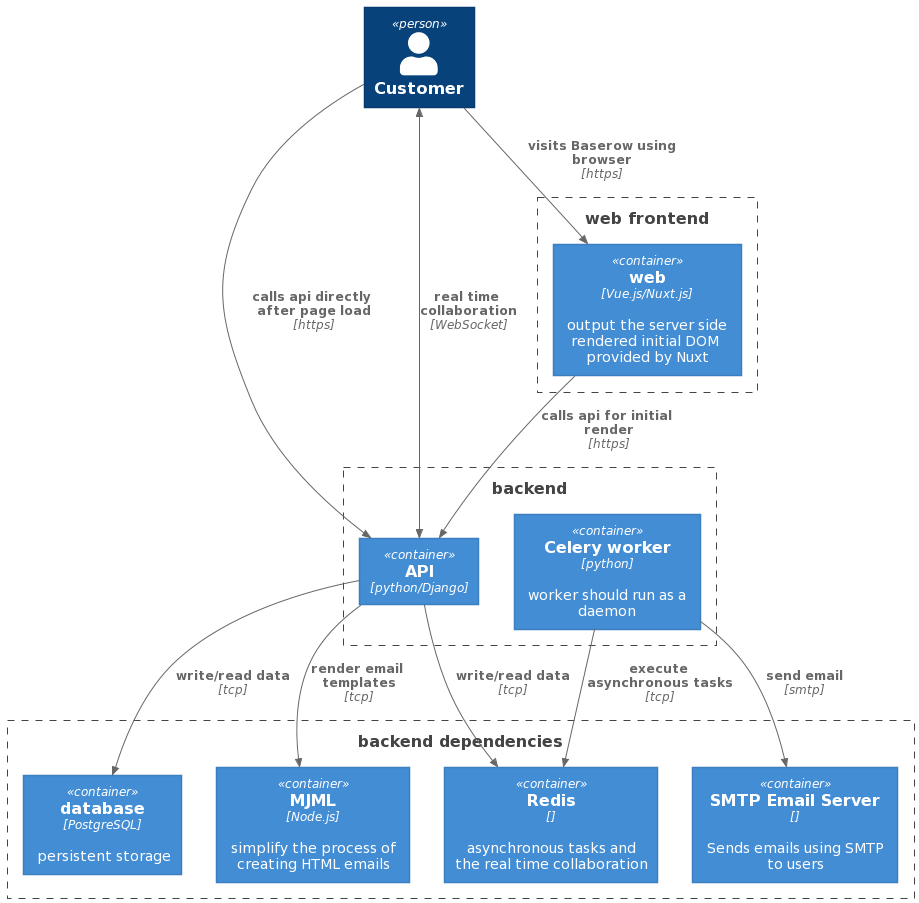 «person»
Customer
visits Baserow using
browser
[https]
web frontend
«container»
web
[Vue.js/Nuxt.js]
output the server side
rendered initial DOM
provided by Nuxt
calls api directly
after page load
[https]
real time
collaboration
[WebSocket]
calls api for initial
render
[https]
backend
«container»
API
[python/Django]
«container»
Celery worker
[python]
worker should run as a
daemon
write/read data
[tcp]
render email
templates
[tcp]
write/read data
[tcp]
execute
asynchronous tasks
[tcp]
send email
[smtp]
backend dependencies
«container»
database
[PostgreSQL]
persistent storage
«container»
MJML
[Node.js]
simplify the process of
creating HTML emails
«container»
Redis
[]
asynchronous tasks and
the real time collaboration
«container»
SMTP Email Server
[]
Sends emails using SMTP
to users